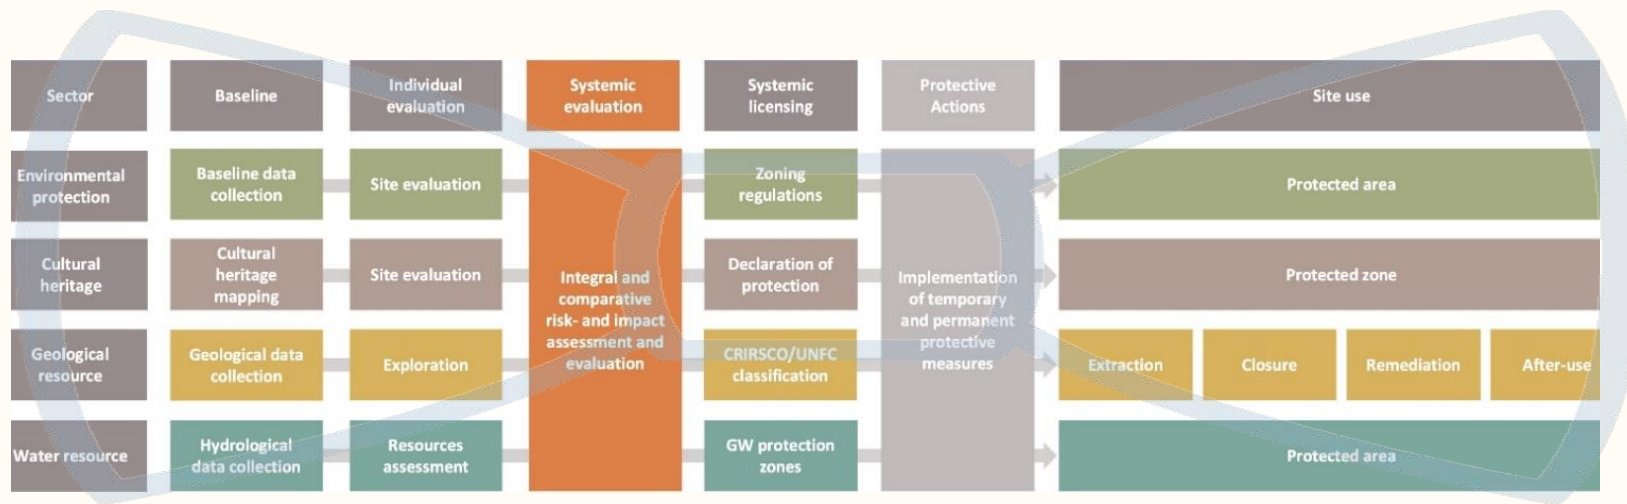 Sector
Baseline
Individual
evaluation
Systemic
evaluation
Systemic
licensing
Protective
Actions
Site use
Environmental
protection
Baseline data
collection
Site evaluation
Zoning
regulations
Protected area
Cultural
heritage
Cultural
heritage
mapping
Site evaluation
Integral and
comparative
risk- and impact
assessment and
evaluation
Declaration of
protection
Implementation
of temporary
and permanent
protective
measures
Protected zone
Geological
resource
Geological data
collection
Exploration
CRIRSCO/UNFC
classification
Extraction
Closure
Remediation
After-use
Water resource
Hydrological
data collection
Resources
assessment
GW protection
zones
Protected area